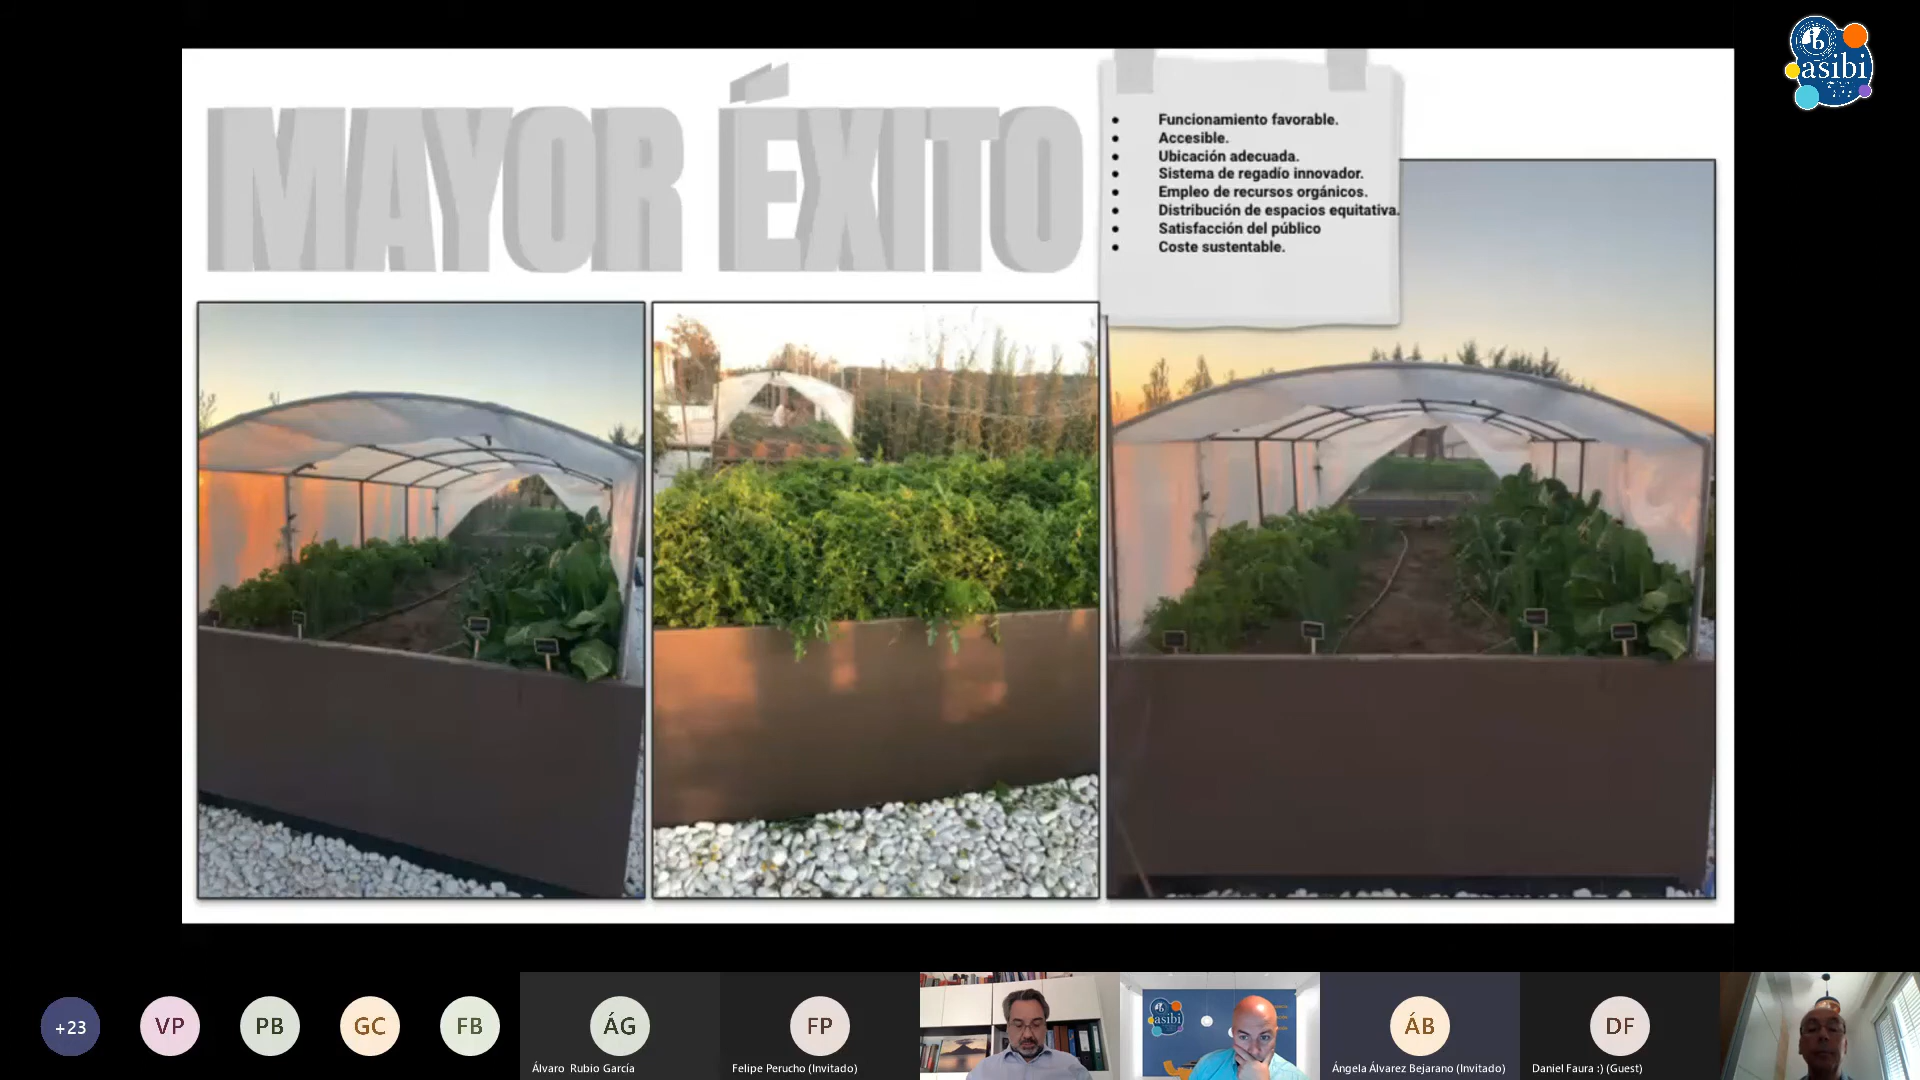 ib
asibi
MAYOR ÉXITO
• Funcionamiento favorable.
• Accesible.
• Ubicación adecuada.
• Sistema de regadío innovador.
• Empleo de recursos orgánicos.
• Distribución de espacios equitativa.
• Satisfacción del público
• Coste sustentable.
+23
VP
PB
GC
FB
ÁG
Álvaro Rubio García
FP
Felipe Perucho (Invitado)
asibi
ÁB
Ángela Álvarez Bejarano (Invitado)
DF
Daniel Faura :) (Guest)